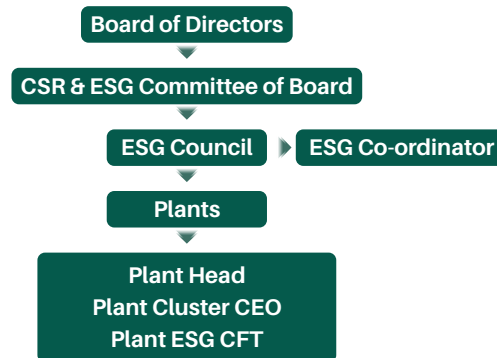 Board of Directors
CSR & ESG Committee of Board
ESG Council
ESG Co-ordinator
Plants
Plant Head
Plant Cluster CEO
Plant ESG CFT